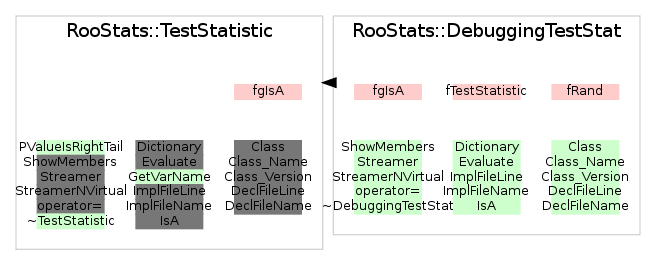 RooStats::TestStatistic
fgIsA
PValueIsRightTail
ShowMembers
Streamer
StreamerNVirtual
operator=
~TestStatistic
Dictionary
Evaluate
GetVarName
ImplFileLine
ImplFileName
IsA
Class
Class_Name
Class_Version
DeclFileLine
DeclFileName
RooStats::DebuggingTestStat
fgIsA
fTestStatistic
fRand
ShowMembers
Streamer
StreamerNVirtual
operator=
~DebuggingTestStat
Dictionary
Evaluate
ImplFileLine
ImplFileName
IsA
Class
Class_Name
Class_Version
DeclFileLine
DeclFileName